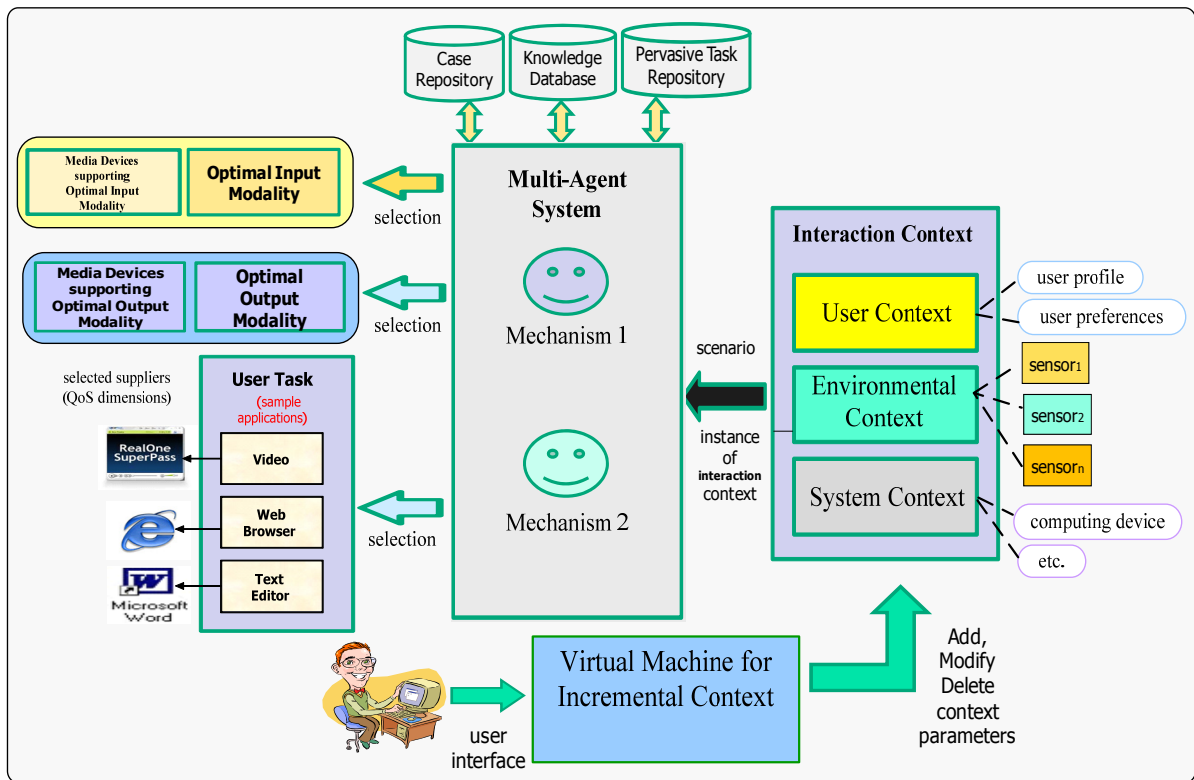 Case
Repository
Knowledge
Database
Pervasive Task
Repository
Media Devices
supporting
Optimal Input
Modality
Optimal Input
Modality
selection
Multi-Agent
System
Mechanism 1
Mechanism 2
Media Devices
supporting
Optimal Output
Modality
Optimal
Output
Modality
selection
selected suppliers
(QoS dimensions)
User Task
(sample
applications)
RealOne
SuperPass
Video
Web
Browser
Text
Editor
Microsoft
Word
selection
scenario
instance
of
interaction
context
Interaction Context
User Context
Environmental
Context
System Context
user profile
user preferences
sensor1
sensor2
sensorn
computing device
etc.
user
interface
Virtual Machine for
Incremental Context
Add,
Modify
Delete
context
parameters